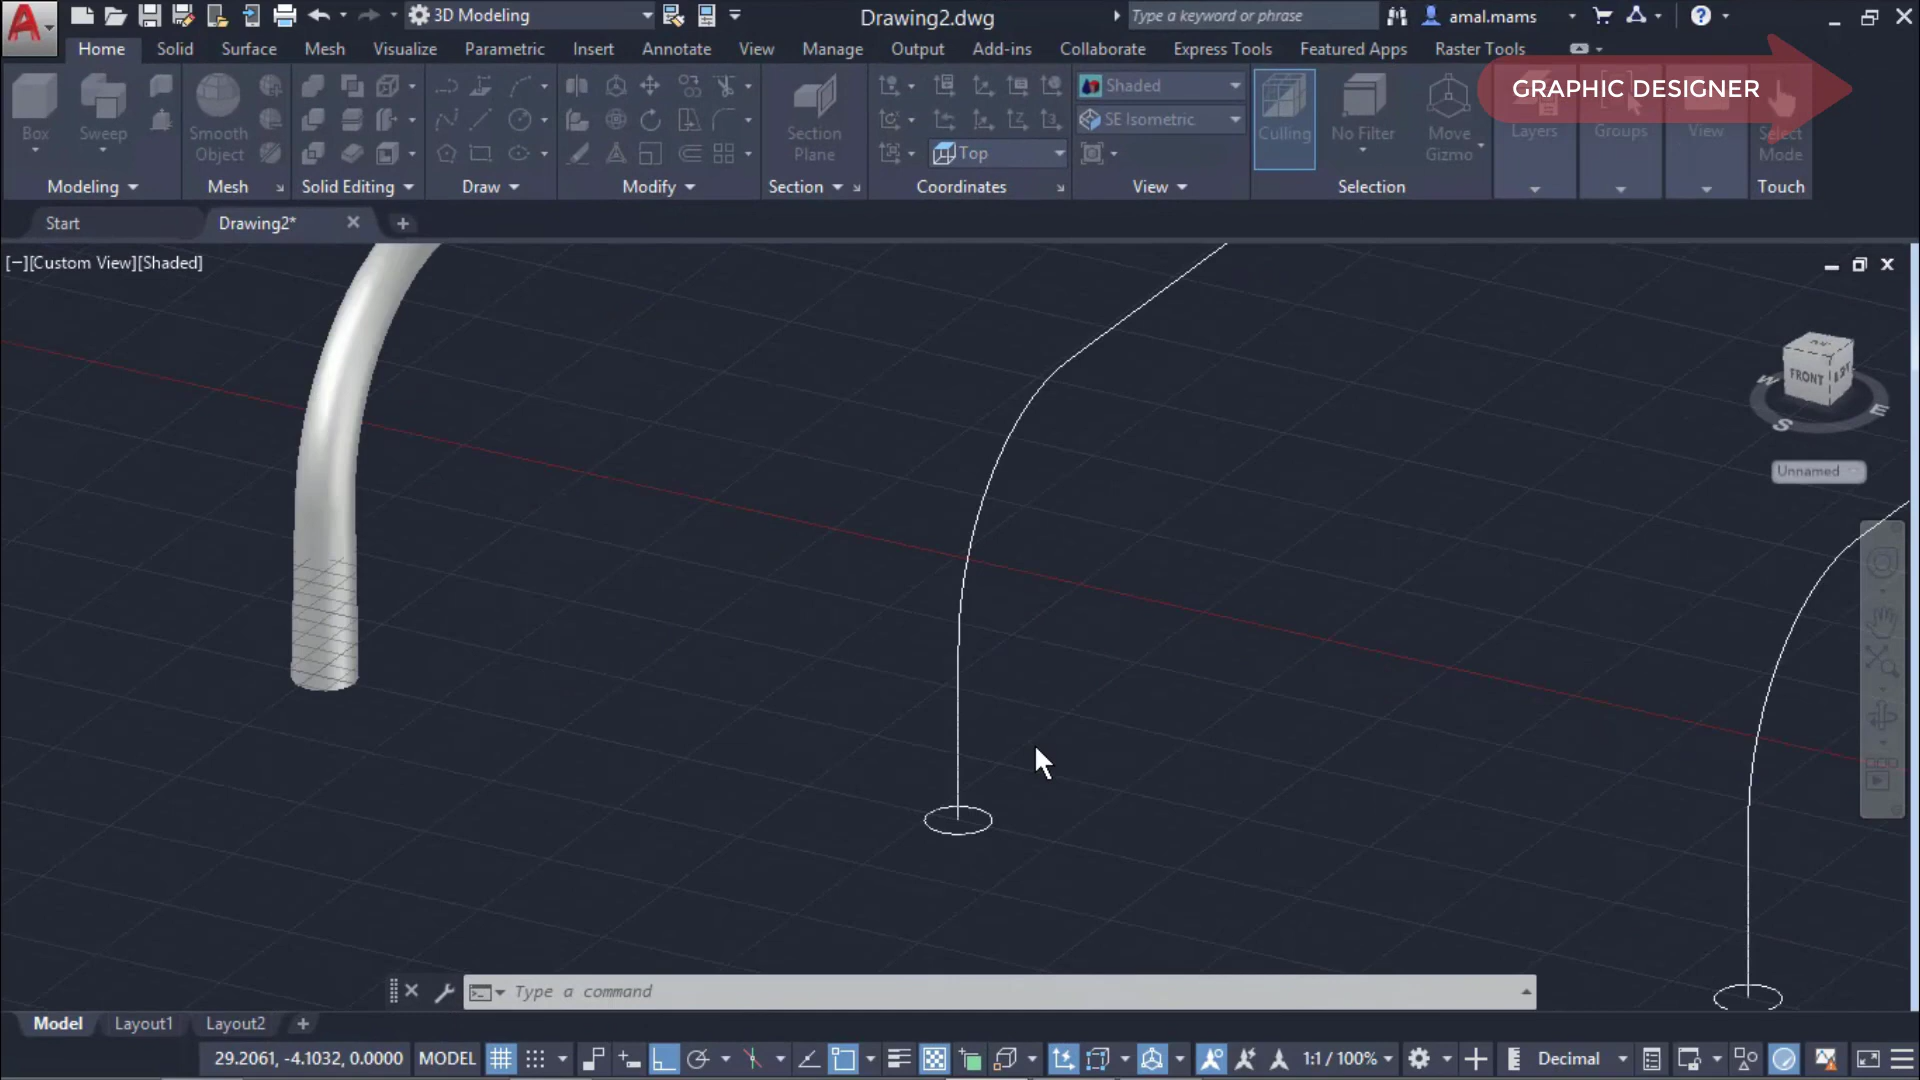 3D Modeling
Drawing2.dwg
Type a keyword or phrase
amal.mams
Home Solid Surface Mesh Parametric Visualize Insert Annotate View Manage Output Add-ins Collaborate Express Tools Featured Apps Raster Tools
GRAPHIC DESIGNER
Box
Sweep
Smooth Object
Section Plane
Shaded
SE Isometric
Top
Culling
No Filter
Move Gizmo
Layers
Groups
View
Select Mode
Modeling Mesh Solid Editing Draw Modify Section Coordinates View Selection Touch
Start Drawing2*
[−][Custom View][Shaded]
FRONT
W
S
E
Unnamed
Type a command
Model Layout1 Layout2
29.2061, -4.1032, 0.0000 MODEL 1:1 / 100% Decimal